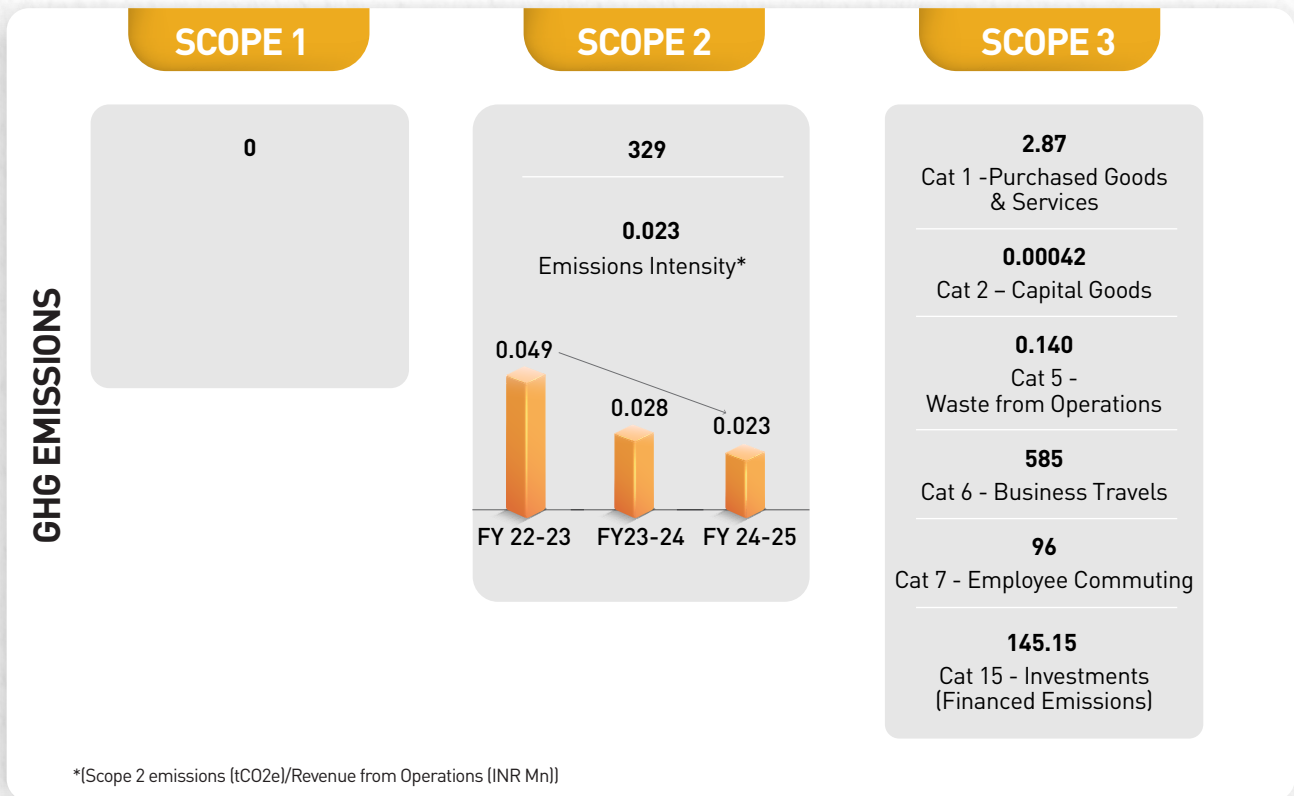 SCOPE 1
SCOPE 2
SCOPE 3
GHG EMISSIONS
0
329
0.023
Emissions Intensity*
0.049
0.028
0.023
FY 22-23
FY23-24
FY 24-25
2.87
Cat 1 -Purchased Goods
& Services
0.00042
Cat 2 – Capital Goods
0.140
Cat 5 -
Waste from Operations
585
Cat 6 - Business Travels
96
Cat 7 - Employee Commuting
145.15
Cat 15 - Investments
(Financed Emissions)
*(Scope 2 emissions (tCO2e)/Revenue from Operations (INR Mn))